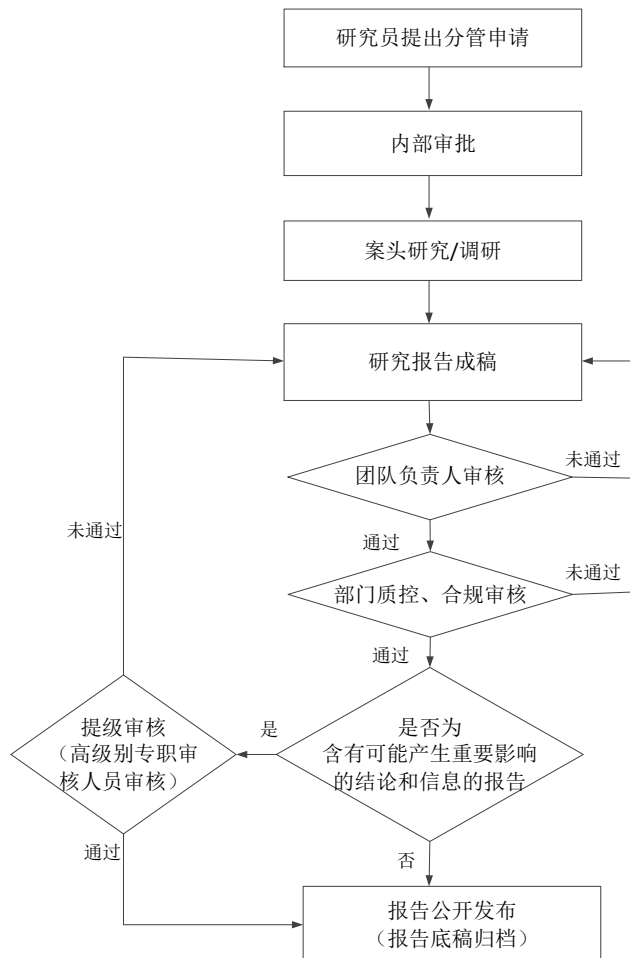 研究员提出分管申请
内部审批
案头研究/调研
研究报告成稿
团队负责人审核
未通过
未通过
通过
部门质控、合规审核
未通过
通过
提级审核
（高级别专职审
核人员审核）
是
是否为
含有可能产生重要影响
的结论和信息的报告
通过
否
报告公开发布
（报告底稿归档）